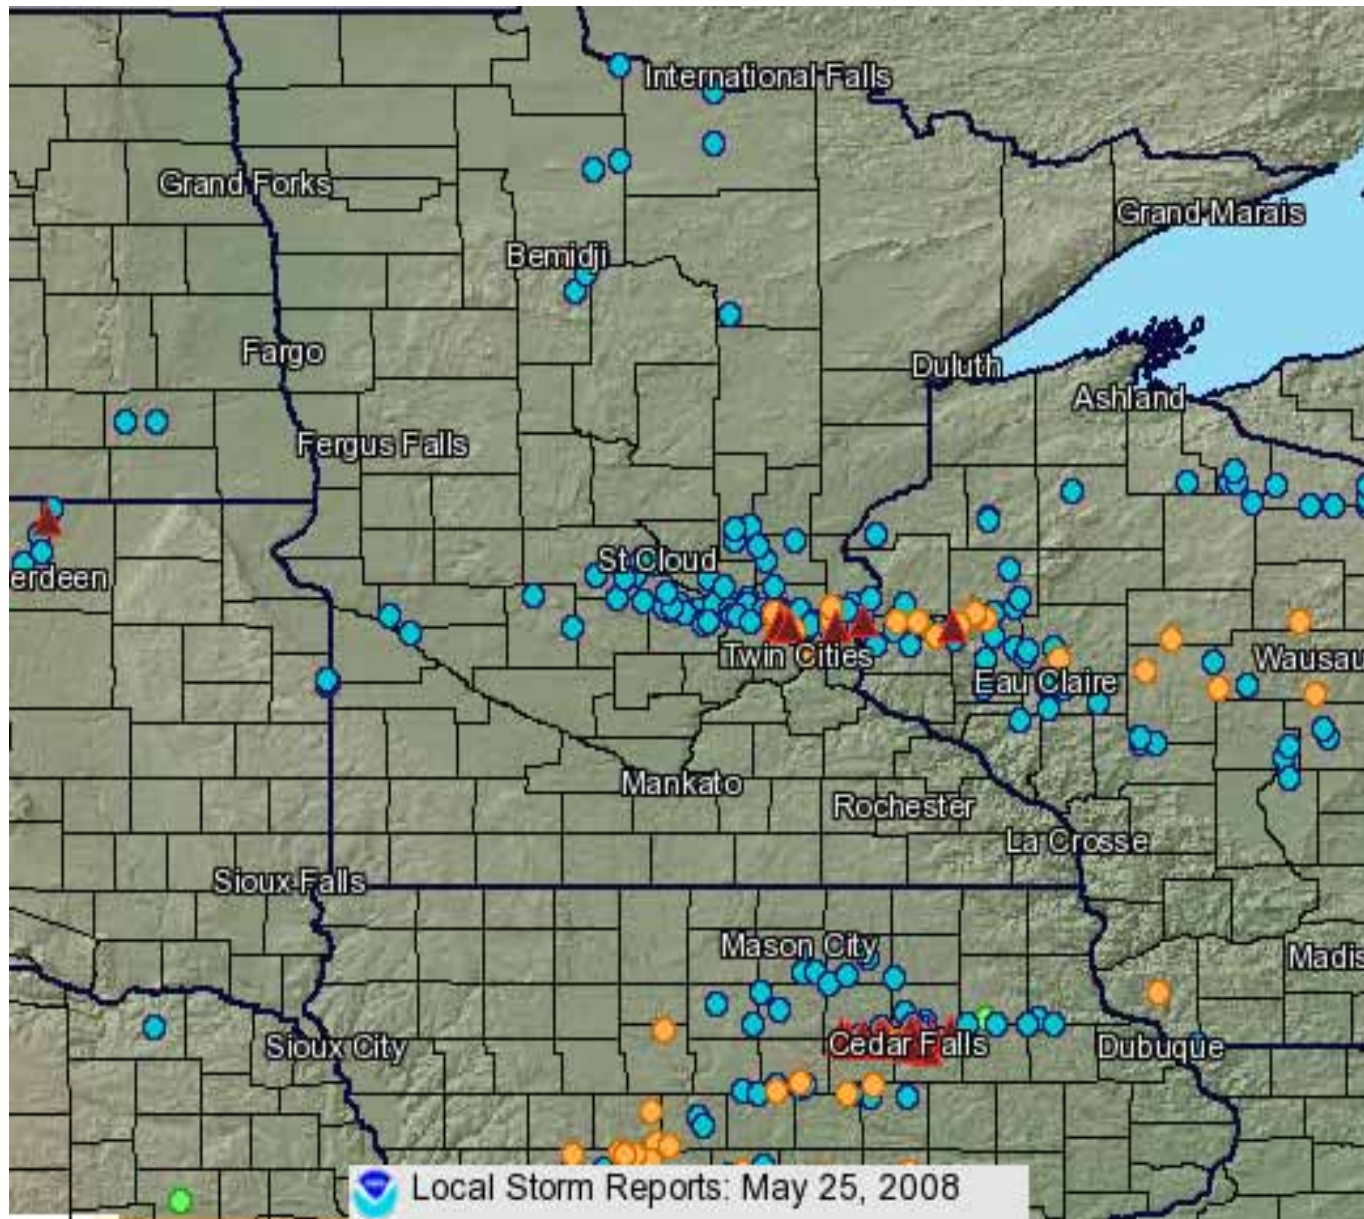 International Falls
Grand Forks
Grand Marais
Bemidji
Fargo
Duluth
Ashland
Fergus Falls
St Cloud
erdeen
Twin Cities
Wausau
Eau Claire
Mankato
Rochester
La Crosse
Sioux Falls
Mason City
Madis
Sioux City
Cedar Falls
Dubuque
Local Storm Reports: May 25, 2008